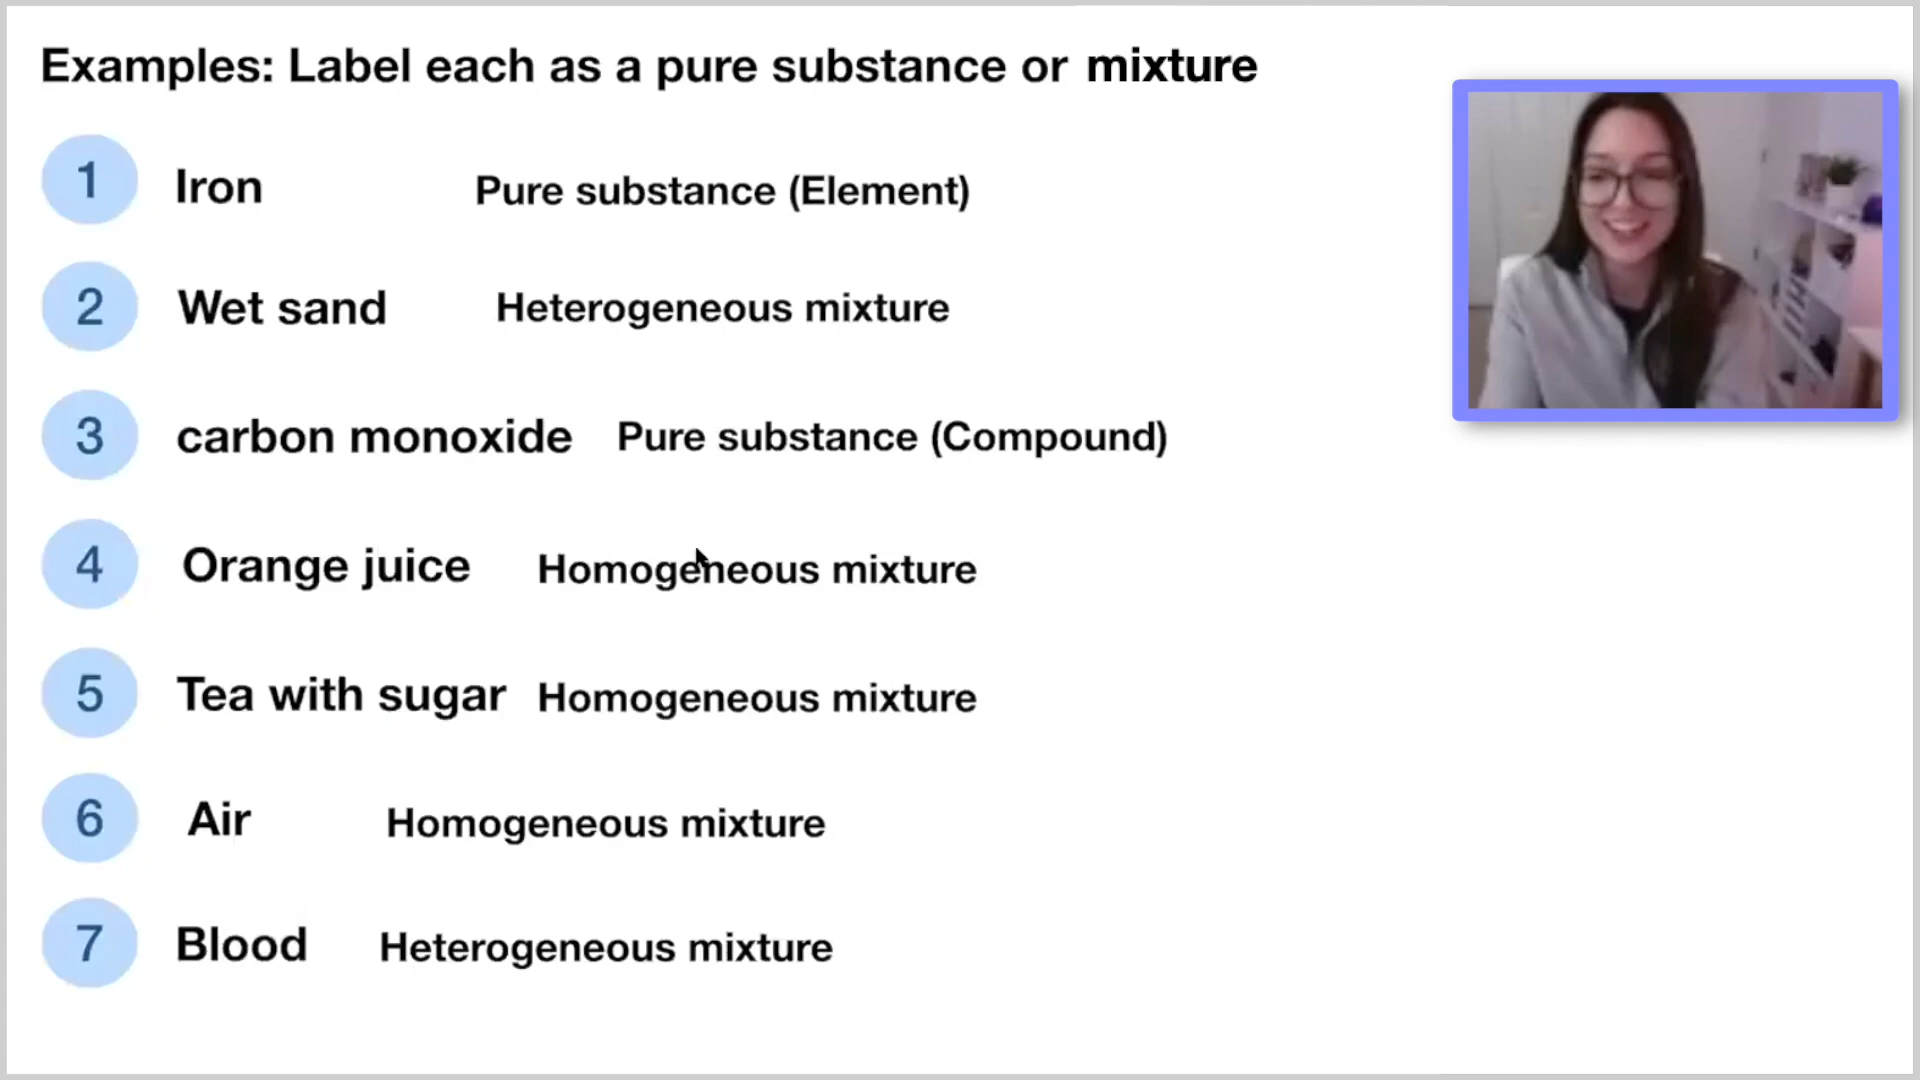 Examples: Label each as a pure substance or mixture
1 Iron Pure substance (Element)
2 Wet sand Heterogeneous mixture
3 carbon monoxide Pure substance (Compound)
4 Orange juice Homogeneous mixture
5 Tea with sugar Homogeneous mixture
6 Air Homogeneous mixture
7 Blood Heterogeneous mixture